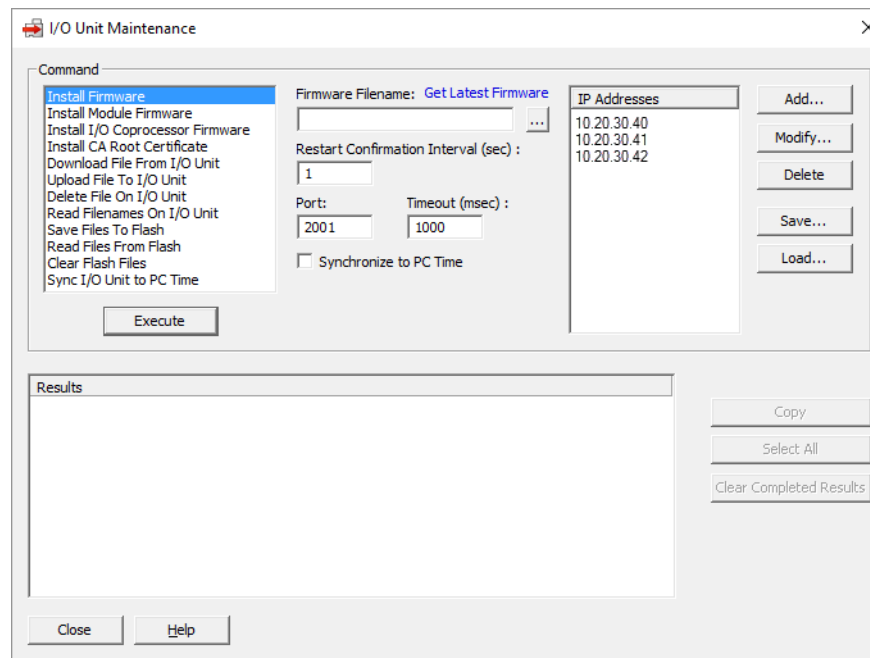 I/O Unit Maintenance
Command
Install Firmware
Install Module Firmware
Install I/O Coprocessor Firmware
Install CA Root Certificate
Download File From I/O Unit
Upload File To I/O Unit
Delete File On I/O Unit
Read Filenames On I/O Unit
Save Files To Flash
Read Files From Flash
Clear Flash Files
Sync I/O Unit to PC Time
Execute
Firmware Filename: Get Latest Firmware
...
Restart Confirmation Interval (sec) :
1
Port: Timeout (msec) :
2001 1000
Synchronize to PC Time
IP Addresses
10.20.30.40
10.20.30.41
10.20.30.42
Add...
Modify...
Delete
Save...
Load...
Results
Copy
Select All
Clear Completed Results
Close Help